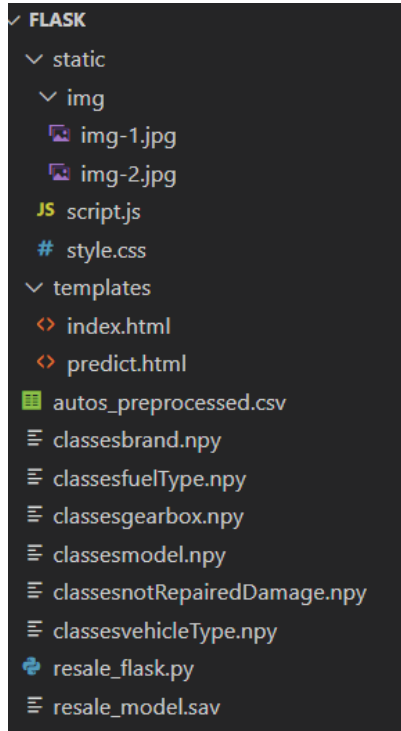 FLASK
static
img
img-1.jpg
img-2.jpg
JS script.js
# style.css
templates
<> index.html
<> predict.html
autos_preprocessed.csv
classesbrand.npy
classesfuelType.npy
classesgearbox.npy
classesmodel.npy
classesnotRepairedDamage.npy
classesvehicleType.npy
resale_flask.py
resale_model.sav